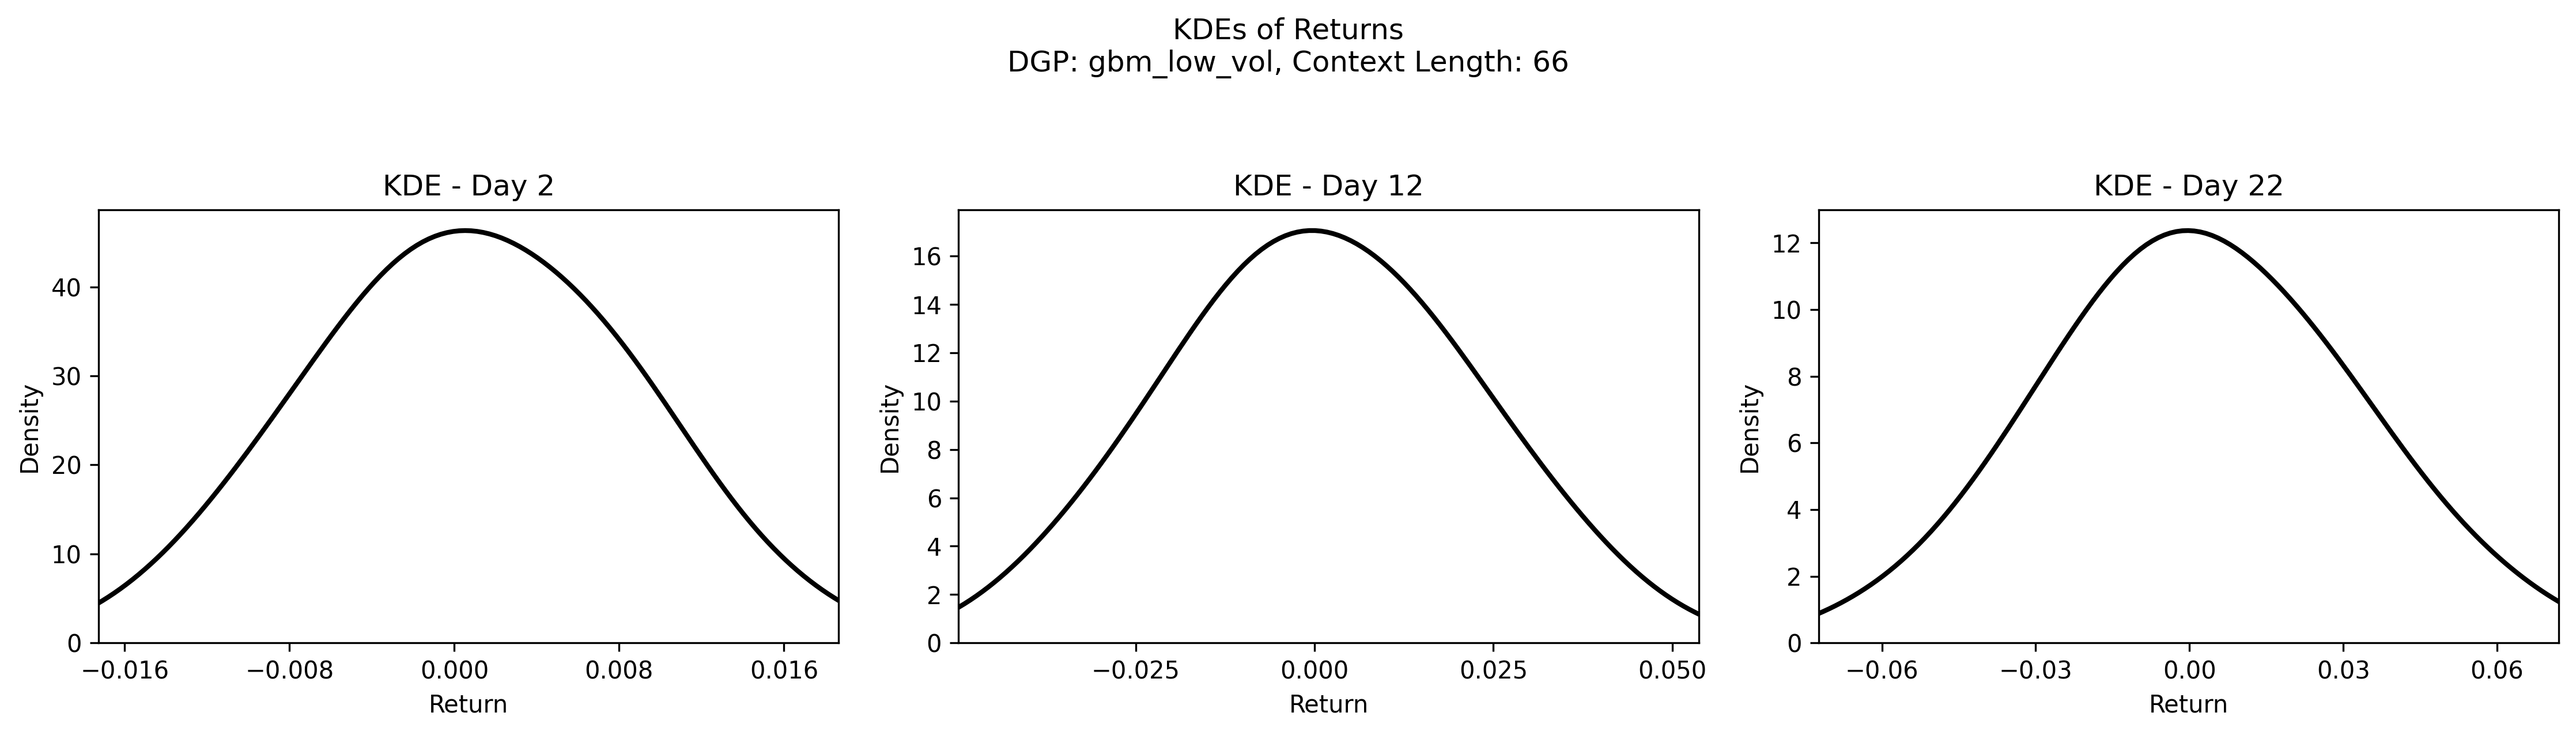 KDEs of Returns
DGP: gbm_low_vol, Context Length: 66
KDE - Day 2
Density
40
30
20
10
0
−0.016 −0.008 0.000 0.008 0.016
Return
KDE - Day 12
Density
16
14
12
10
8
6
4
2
0
−0.025 0.000 0.025 0.050
Return
KDE - Day 22
Density
12
10
8
6
4
2
0
−0.06 −0.03 0.00 0.03 0.06
Return